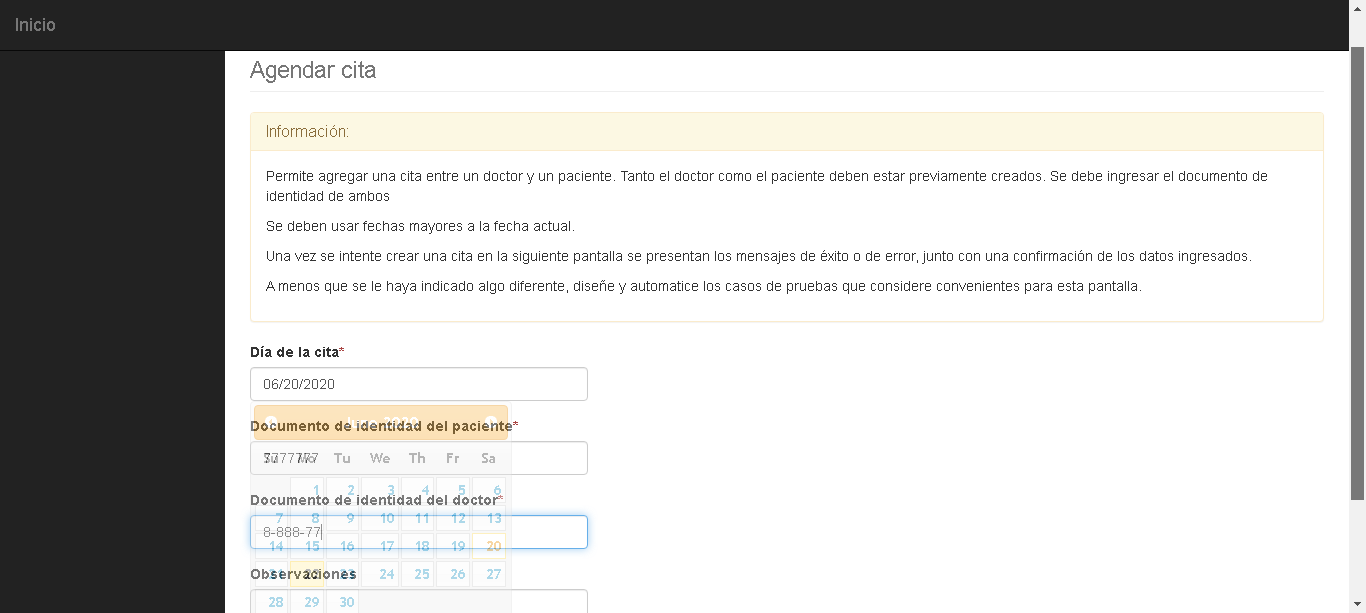 Inicio
Agendar cita
Información:
Permite agregar una cita entre un doctor y un paciente. Tanto el doctor como el paciente deben estar previamente creados. Se debe ingresar el documento de
identidad de ambos
Se deben usar fechas mayores a la fecha actual.
Una vez se intente crear una cita en la siguiente pantalla se presentan los mensajes de éxito o de error, junto con una confirmación de los datos ingresados.
A menos que se le haya indicado algo diferente, diseñe y automatice los casos de pruebas que considere convenientes para esta pantalla.
Día de la cita*
06/20/2020
June 2020
Documento de identidad del paciente*
Su Mo Tu We Th Fr Sa
1 2 3 4 5 6
Documento de identidad del doctor*
7 8 9 10 11 12 13
8-888-77
14 15 16 17 18 19 20
Observaciones
24 25 26 27
28 29 30